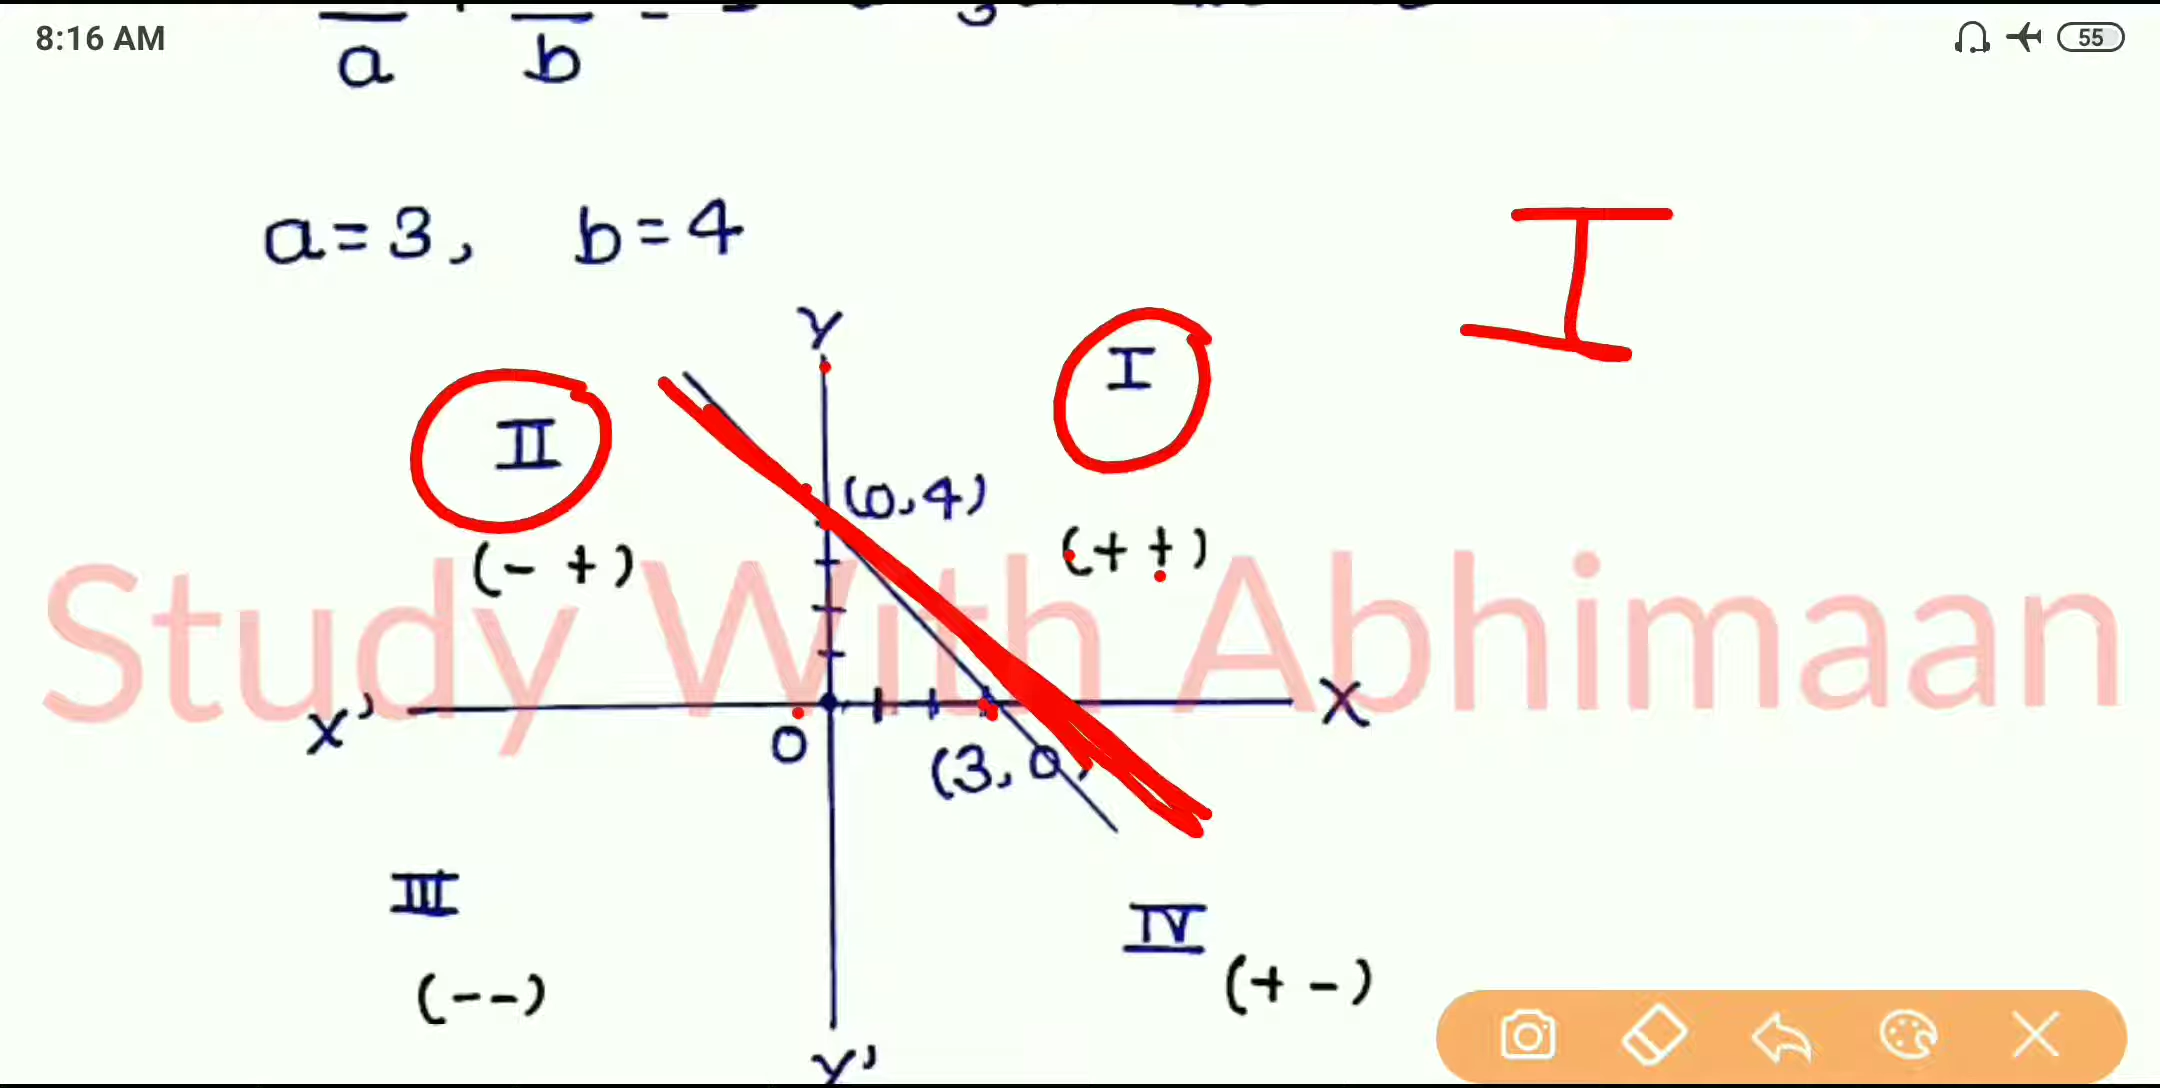 8:16 AM
55
a b
a = 3, b = 4
I
Y
I
II
(0,4)
(+ +)
(- +)
Study With Abhimaan
X' X
O
(3, 0)
III
IV
(--)
(+ -)
Y'